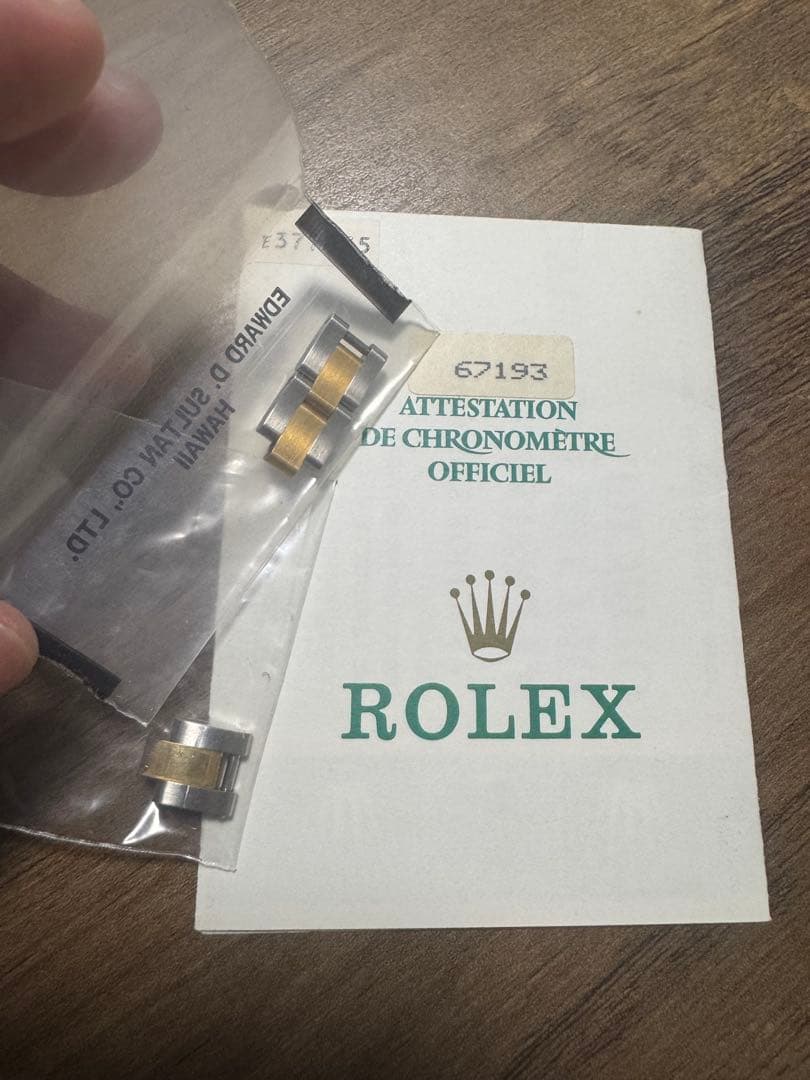 67193
ATTESTATION
DE CHRONOMÈTRE
OFFICIEL
ROLEX
EDWARD D. SULTAN CO., LTD.
HAWAII